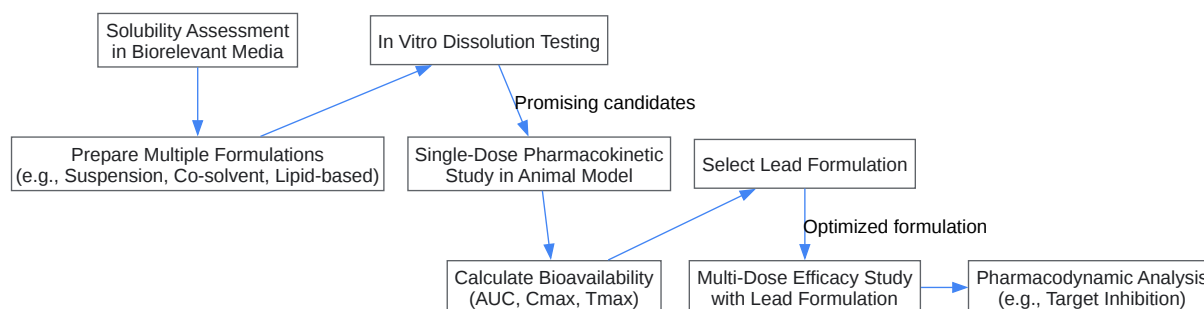 Solubility Assessment
in Biorelevant Media
Prepare Multiple Formulations
(e.g., Suspension, Co-solvent, Lipid-based)
In Vitro Dissolution Testing
Promising candidates
Single-Dose Pharmacokinetic
Study in Animal Model
Calculate Bioavailability
(AUC, Cmax, Tmax)
Select Lead Formulation
Optimized formulation
Multi-Dose Efficacy Study
with Lead Formulation
Pharmacodynamic Analysis
(e.g., Target Inhibition)